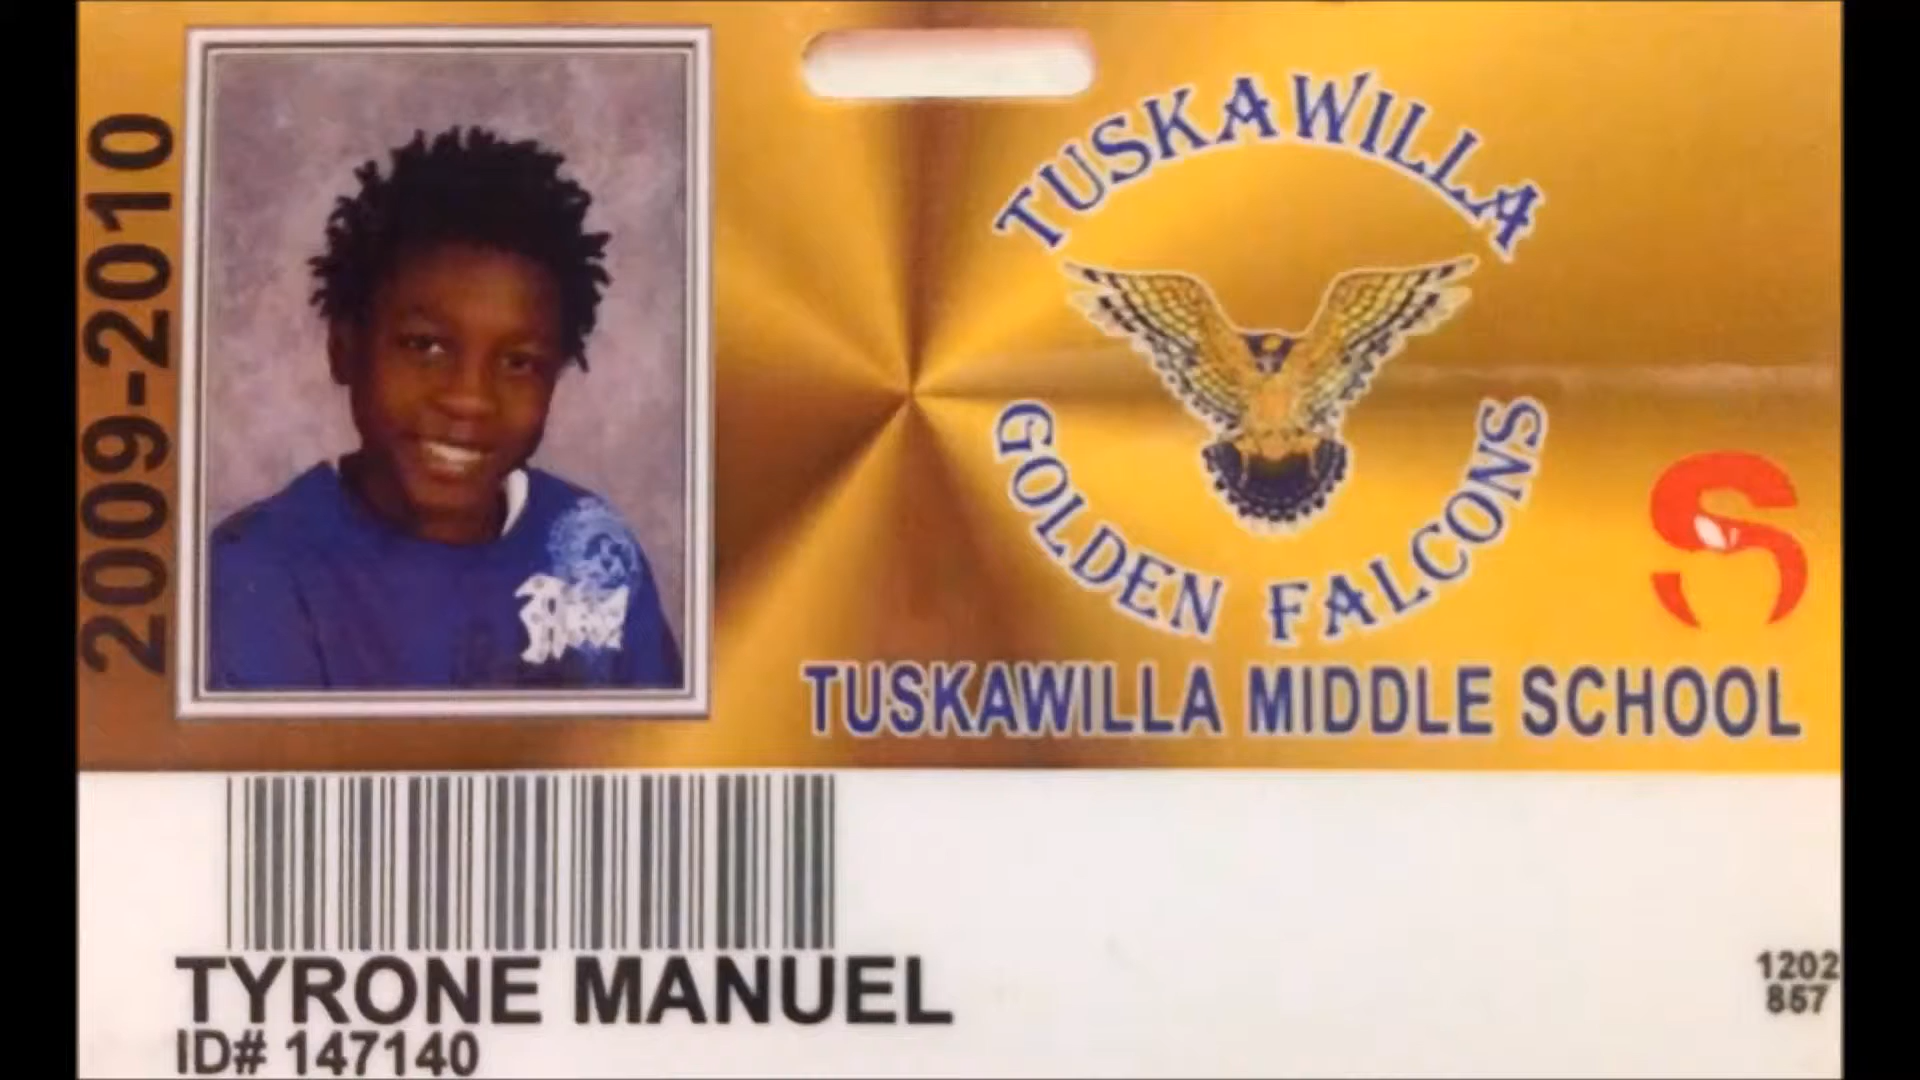 2009-2010
TUSKAWILLA
GOLDEN FALCONS
TUSKAWILLA MIDDLE SCHOOL
TYRONE MANUEL
ID# 147140
1202
857